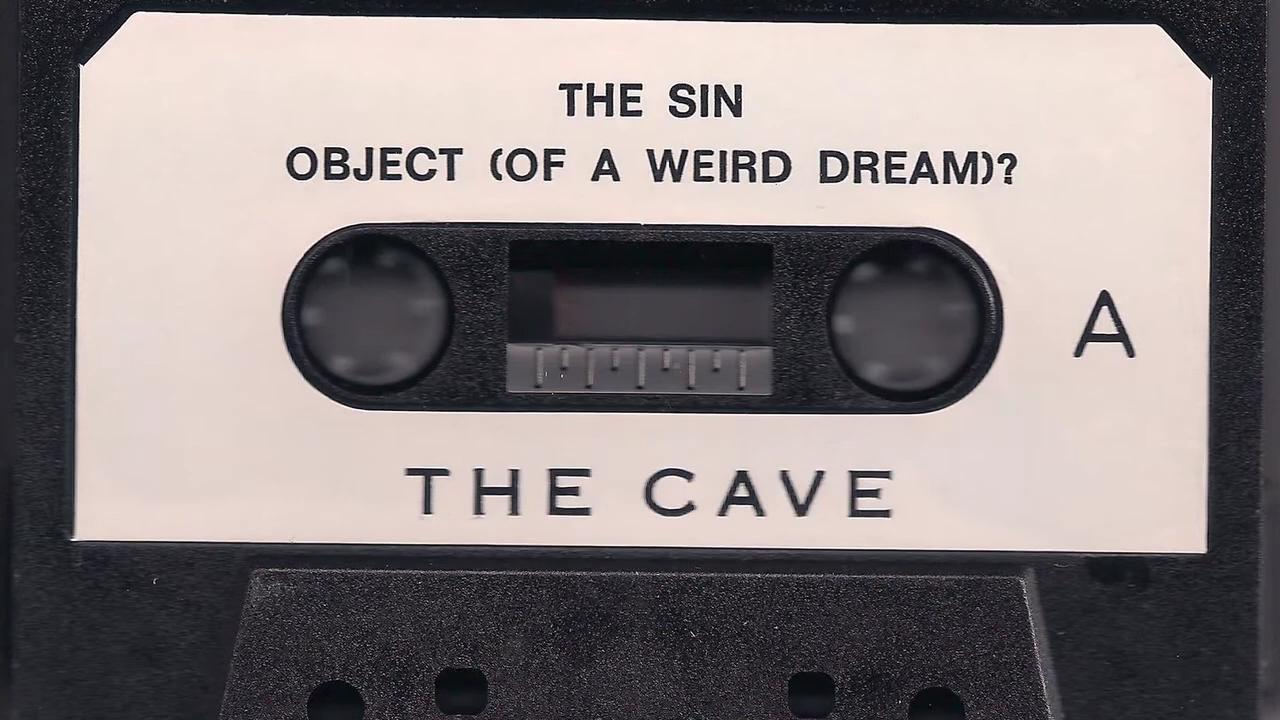 THE SIN
OBJECT (OF A WEIRD DREAM)?
A
THE CAVE